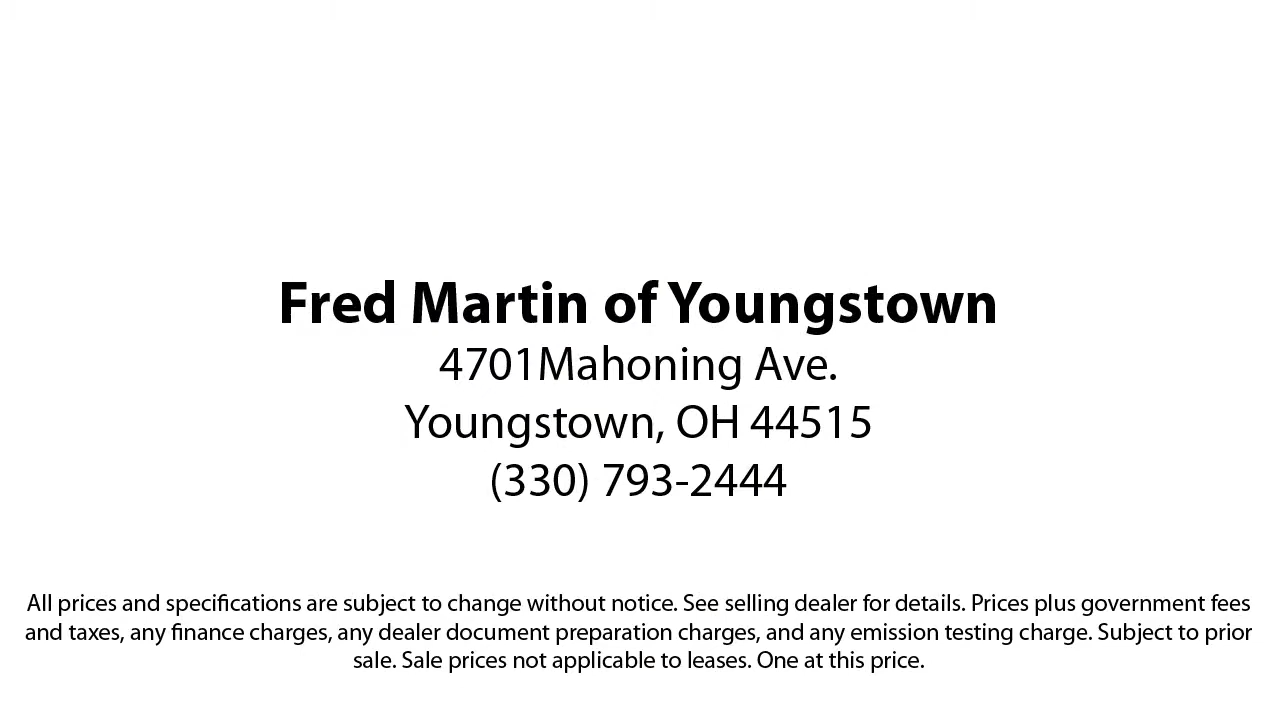 Fred Martin of Youngstown
4701Mahoning Ave.
Youngstown, OH 44515
(330) 793-2444
All prices and specifications are subject to change without notice. See selling dealer for details. Prices plus government fees
and taxes, any finance charges, any dealer document preparation charges, and any emission testing charge. Subject to prior
sale. Sale prices not applicable to leases. One at this price.